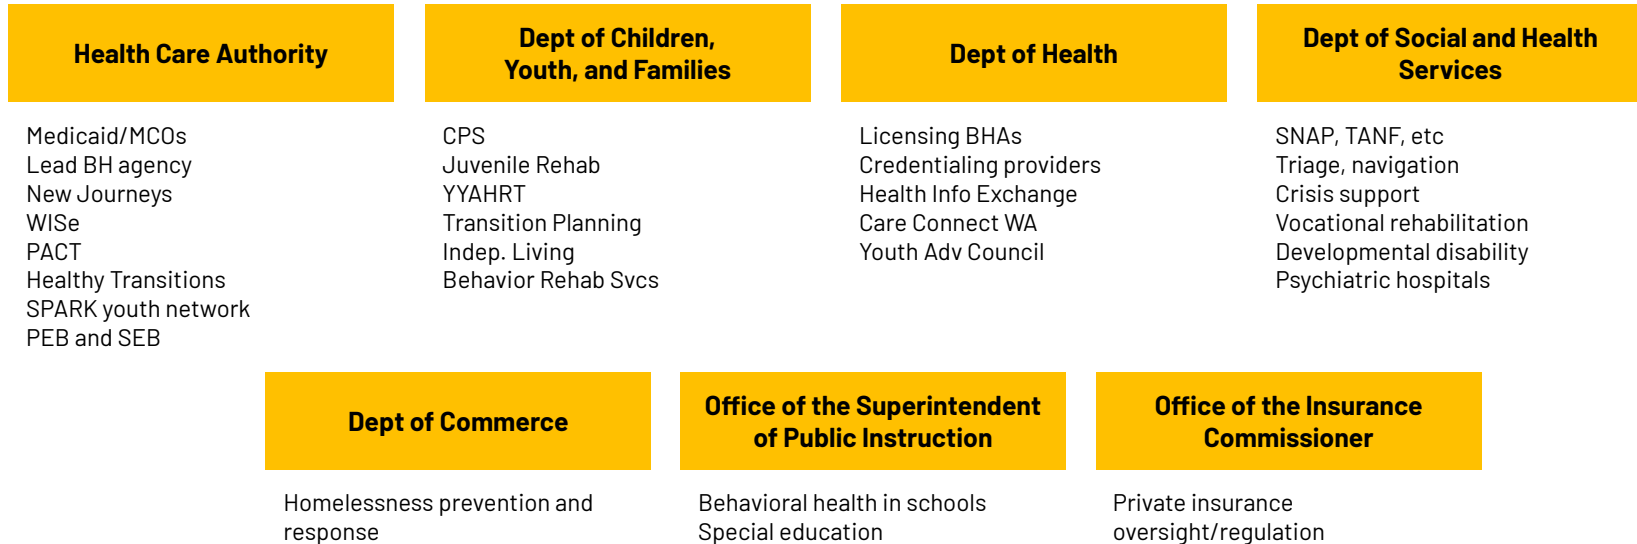 Health Care Authority
Medicaid/MCOs
Lead BH agency
New Journeys
WISe
PACT
Healthy Transitions
SPARK youth network
PEB and SEB
Dept of Children,
Youth, and Families
CPS
Juvenile Rehab
YYAHRT
Transition Planning
Indep. Living
Behavior Rehab Svcs
Dept of Health
Licensing BHAs
Credentialing providers
Health Info Exchange
Care Connect WA
Youth Adv Council
Dept of Social and Health
Services
SNAP, TANF, etc
Triage, navigation
Crisis support
Vocational rehabilitation
Developmental disability
Psychiatric hospitals
Dept of Commerce
Homelessness prevention and
response
Office of the Superintendent
of Public Instruction
Behavioral health in schools
Special education
Office of the Insurance
Commissioner
Private insurance
oversight/regulation